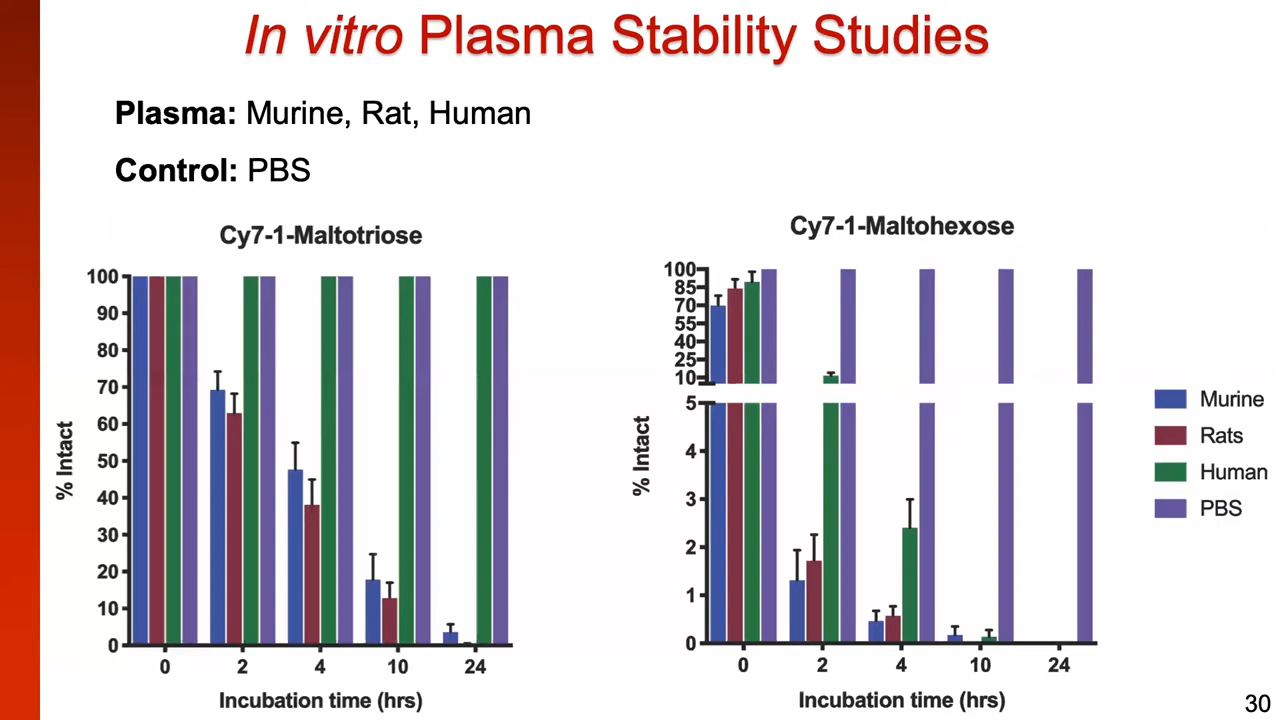 In vitro Plasma Stability Studies
Plasma: Murine, Rat, Human
Control: PBS
Cy7-1-Maltotriose
100
90
80
70
60
50
40
30
20
10
0
% Intact
0 2 4 10 24
Incubation time (hrs)
Cy7-1-Maltohexose
100
85
70
55
40
25
10
5
4
3
2
1
0
% Intact
0 2 4 10 24
Incubation time (hrs)
Murine
Rats
Human
PBS
30